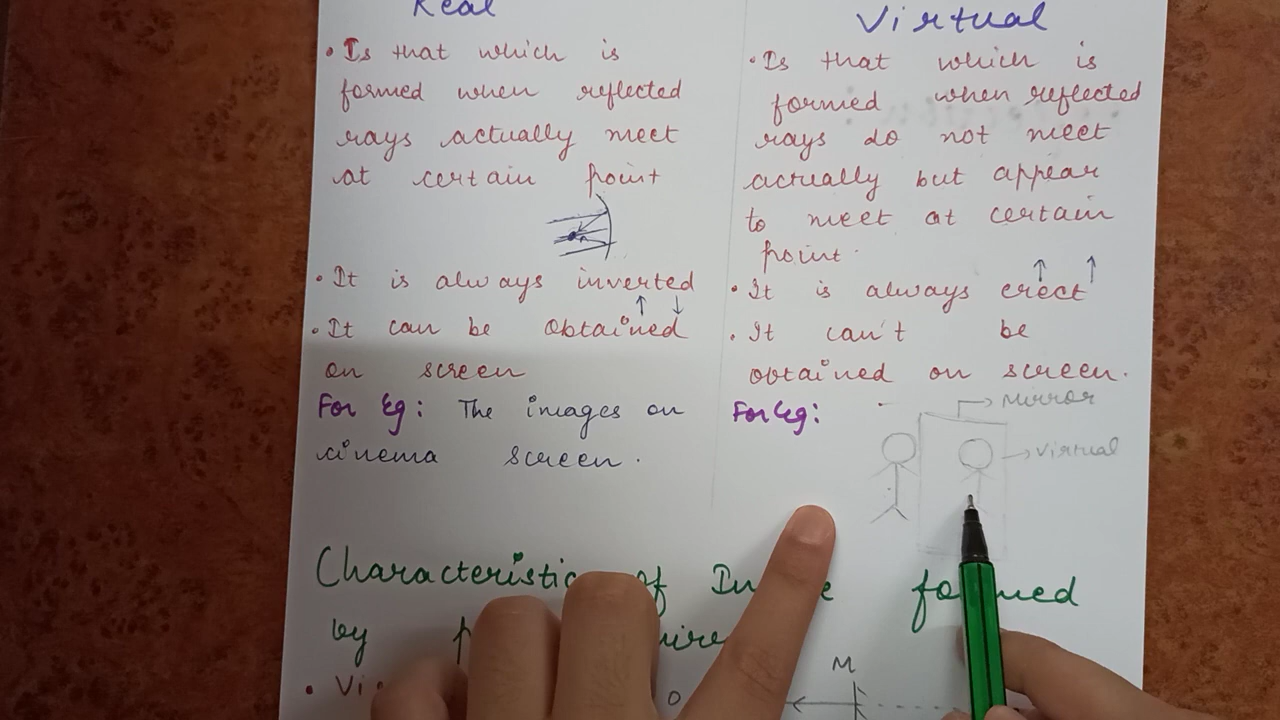 Real
• Is that which is
formed when reflected
rays actually meet
at certain point
• It is always inverted
• It can be obtained
on screen
For Eg: The images on
cinema screen.
Virtual
• Is that which is
formed when reflected
rays do not meet
actually but appear
to meet at certain
point.
• It is always erect
• It can't be
obtained on screen.
For Eg:
Mirror
Virtual
Characteristic of formed
by
•
O
M